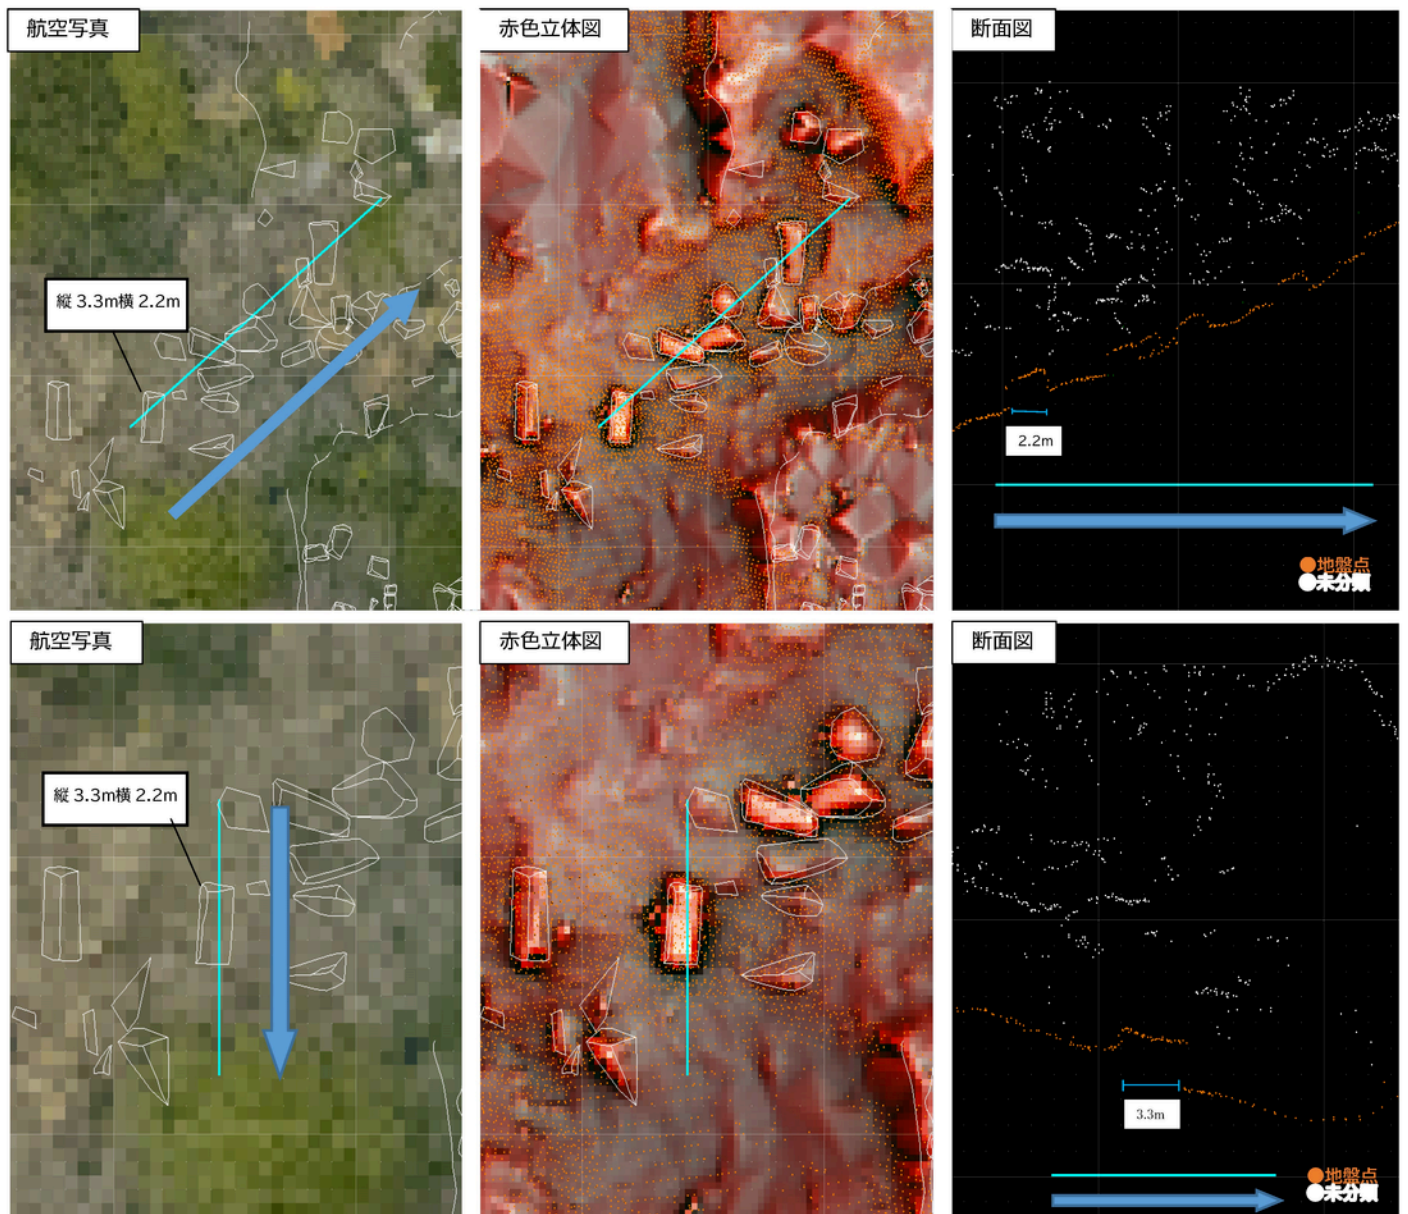 航空写真
赤色立体図
断面図
縦 3.3m横 2.2m
2.2m
●地盤点
●未分類
航空写真
赤色立体図
断面図
縦 3.3m横 2.2m
3.3m
●地盤点
●未分類